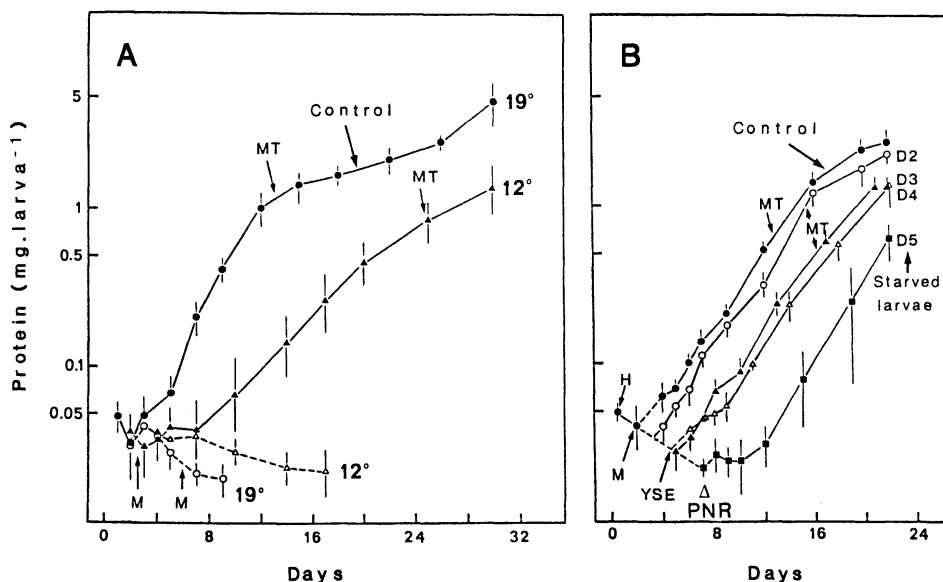 A
B
Protein (mg.larva⁻¹)
5
1
0.5
0.1
0.05
Control
19°
MT
MT
12°
M
M
19°
12°
0
8
16
24
32
Days
Control
D2
D3
D4
MT
MT
D5
Starved
larvae
H
M
YSE
Δ
PNR
0
8
16
24
Days